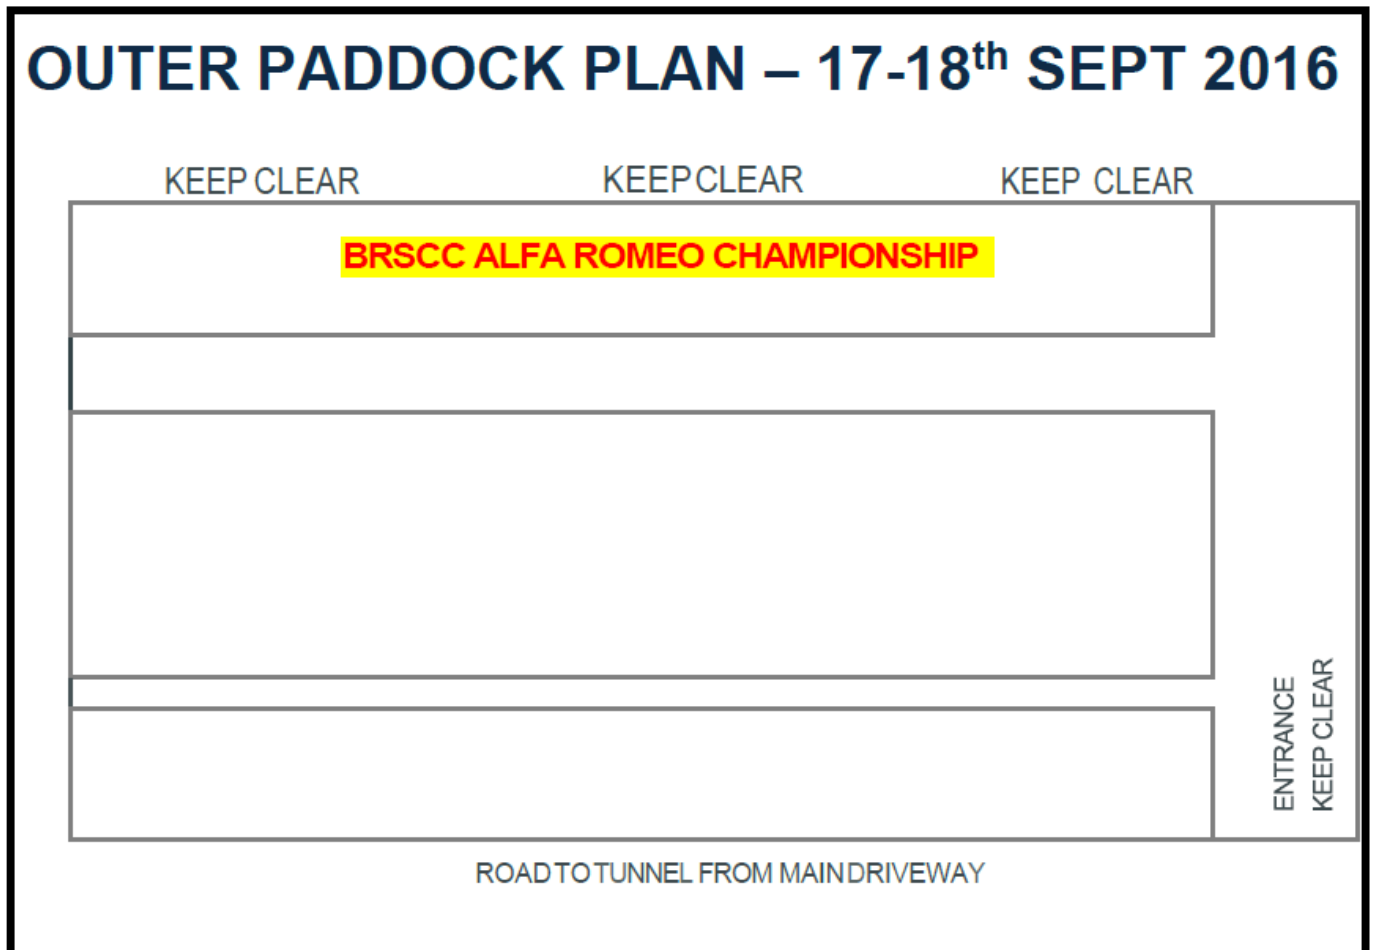 OUTER PADDOCK PLAN – 17-18th SEPT 2016
KEEP CLEAR KEEP CLEAR KEEP CLEAR
BRSCC ALFA ROMEO CHAMPIONSHIP
ENTRANCE
KEEP CLEAR
ROAD TO TUNNEL FROM MAIN DRIVEWAY